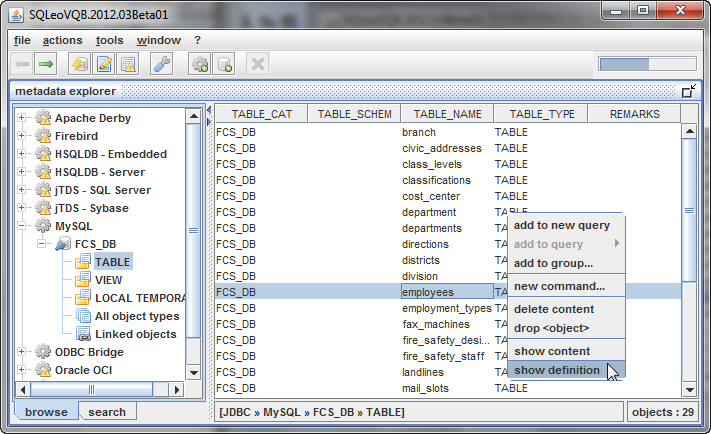 SQLeoVQB.2012.03Beta01
file actions tools window ?
metadata explorer
Apache Derby
Firebird
HSQLDB - Embedded
HSQLDB - Server
jTDS - SQL Server
jTDS - Sybase
MySQL
FCS_DB
TABLE
VIEW
LOCAL TEMPORA
All object types
Linked objects
ODBC Bridge
Oracle OCI
browse search
TABLE_CAT TABLE_SCHEM TABLE_NAME TABLE_TYPE REMARKS
FCS_DB branch TABLE
FCS_DB civic_addresses TABLE
FCS_DB class_levels TABLE
FCS_DB classifications TABLE
FCS_DB cost_center TABLE
FCS_DB department TA
FCS_DB departments TA
FCS_DB directions TA
FCS_DB districts TA
FCS_DB division TA
FCS_DB employees TA
FCS_DB employment_types TA
FCS_DB fax_machines TA
FCS_DB fire_safety_desi... TA
FCS_DB fire_safety_staff TA
FCS_DB landlines TA
FCS_DB mail_slots TABLE
add to new query
add to query
add to group...
new command...
delete content
drop <object>
show content
show definition
[JDBC » MySQL » FCS_DB » TABLE]
objects : 29